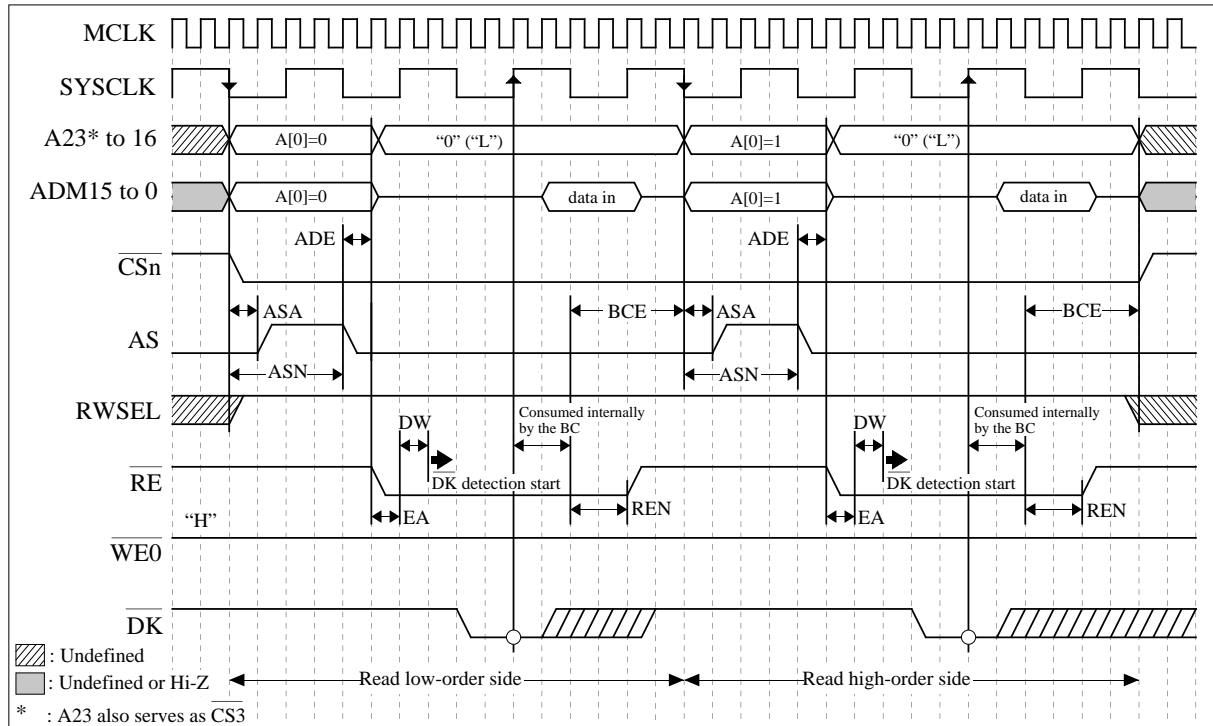 MCLK
SYSCLK
A23* to 16
A[0]=0
“0” (“L”)
A[0]=1
“0” (“L”)
ADM15 to 0
A[0]=0
data in
A[0]=1
data in
ADE
ADE
CSn
ASA
BCE
ASA
BCE
AS
ASN
ASN
RWSEL
DW
Consumed internally
by the BC
DW
Consumed internally
by the BC
RE
DK detection start
DK detection start
EA
REN
EA
REN
“H”
WE0
DK
: Undefined
: Undefined or Hi-Z
Read low-order side
Read high-order side
* : A23 also serves as CS3